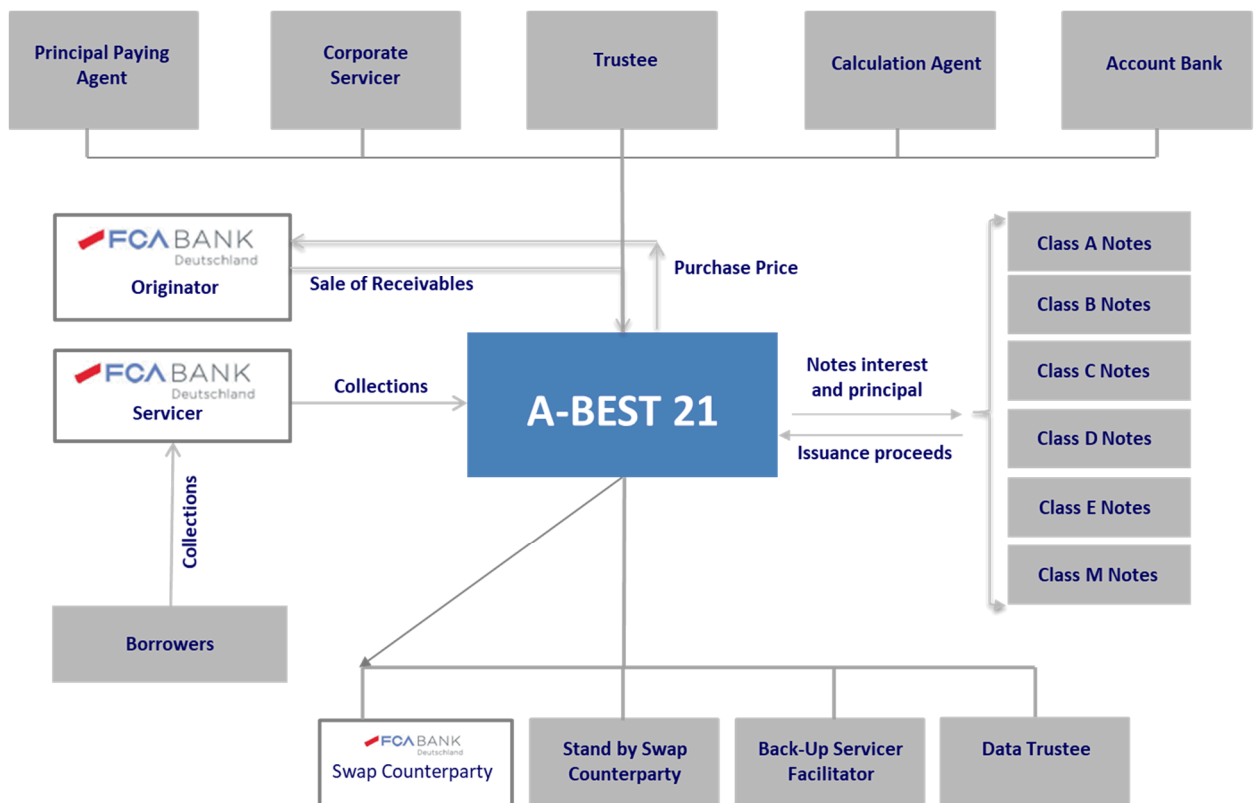 Principal Paying
Agent
Corporate
Servicer
Trustee
Calculation Agent
Account Bank
FCA BANK
Deutschland
Originator
Sale of Receivables
Purchase Price
FCA BANK
Deutschland
Servicer
Collections
A-BEST 21
Notes interest
and principal
Issuance proceeds
Class A Notes
Class B Notes
Class C Notes
Class D Notes
Class E Notes
Class M Notes
Collections
Borrowers
FCA BANK
Deutschland
Swap Counterparty
Stand by Swap
Counterparty
Back-Up Servicer
Facilitator
Data Trustee